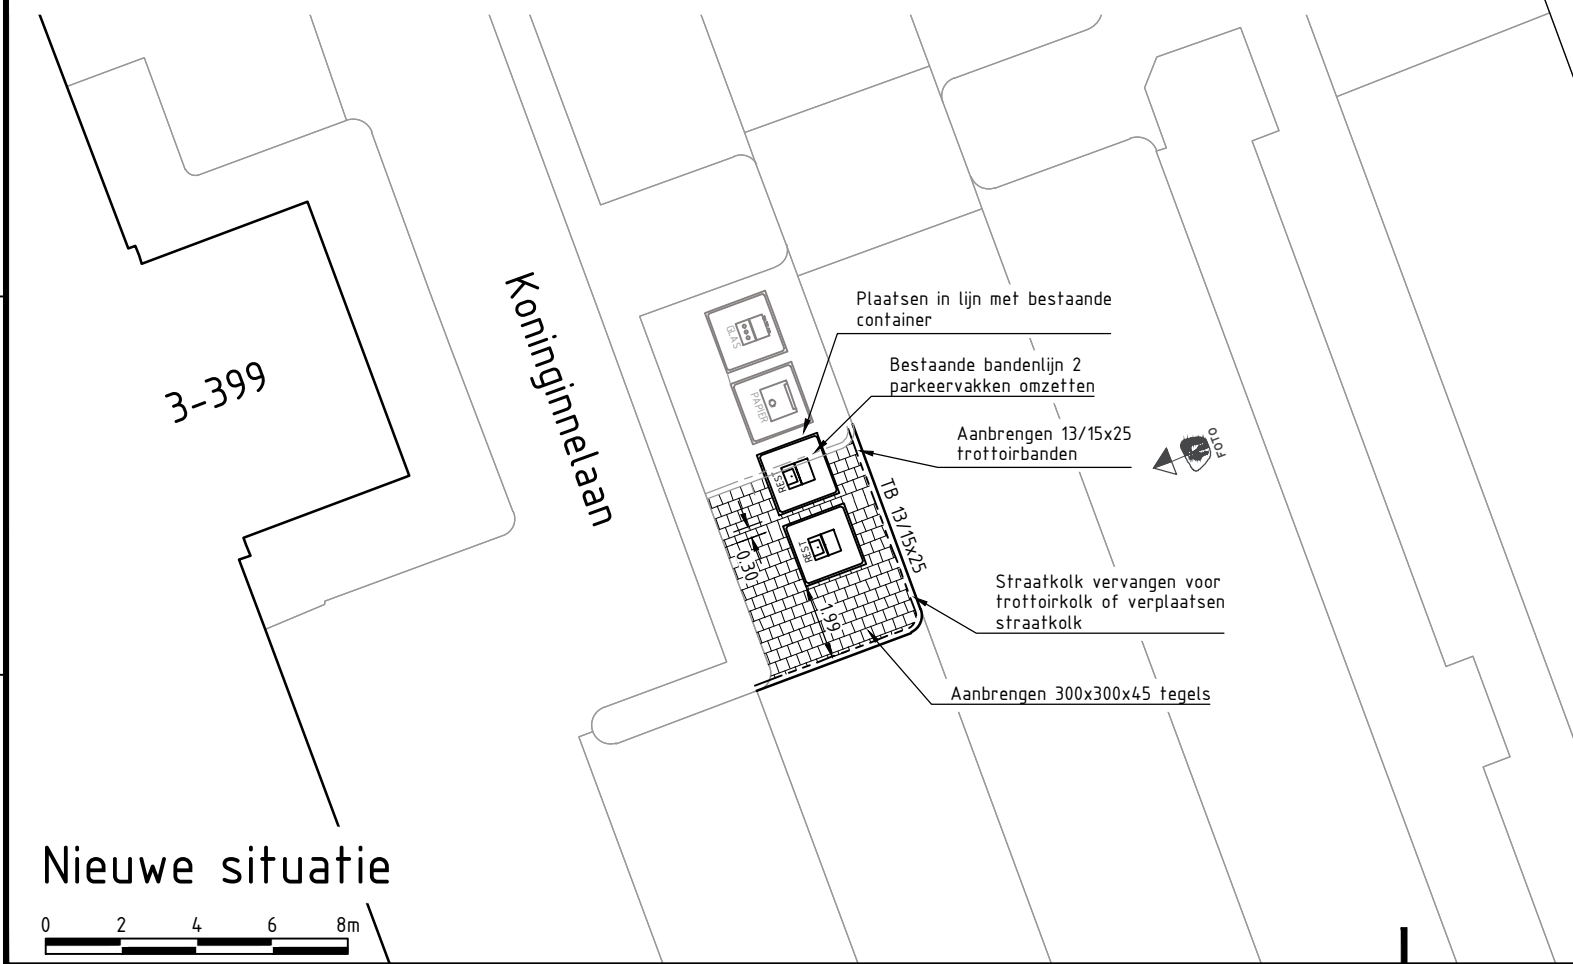 Plaatsen in lijn met bestaande
container
Bestaande bandenlijn 2
parkeervakken omzetten
Aanbrengen 13/15x25
trottoirbanden
FOTO
Koninginnelaan
3-399
GLAS
PAPIER
REST
REST
TB 13/15x25
0.30
1.99
Straatkolk vervangen voor
trottoirkolk of verplaatsen
straatkolk
Aanbrengen 300x300x45 tegels
Nieuwe situatie
0 2 4 6 8m